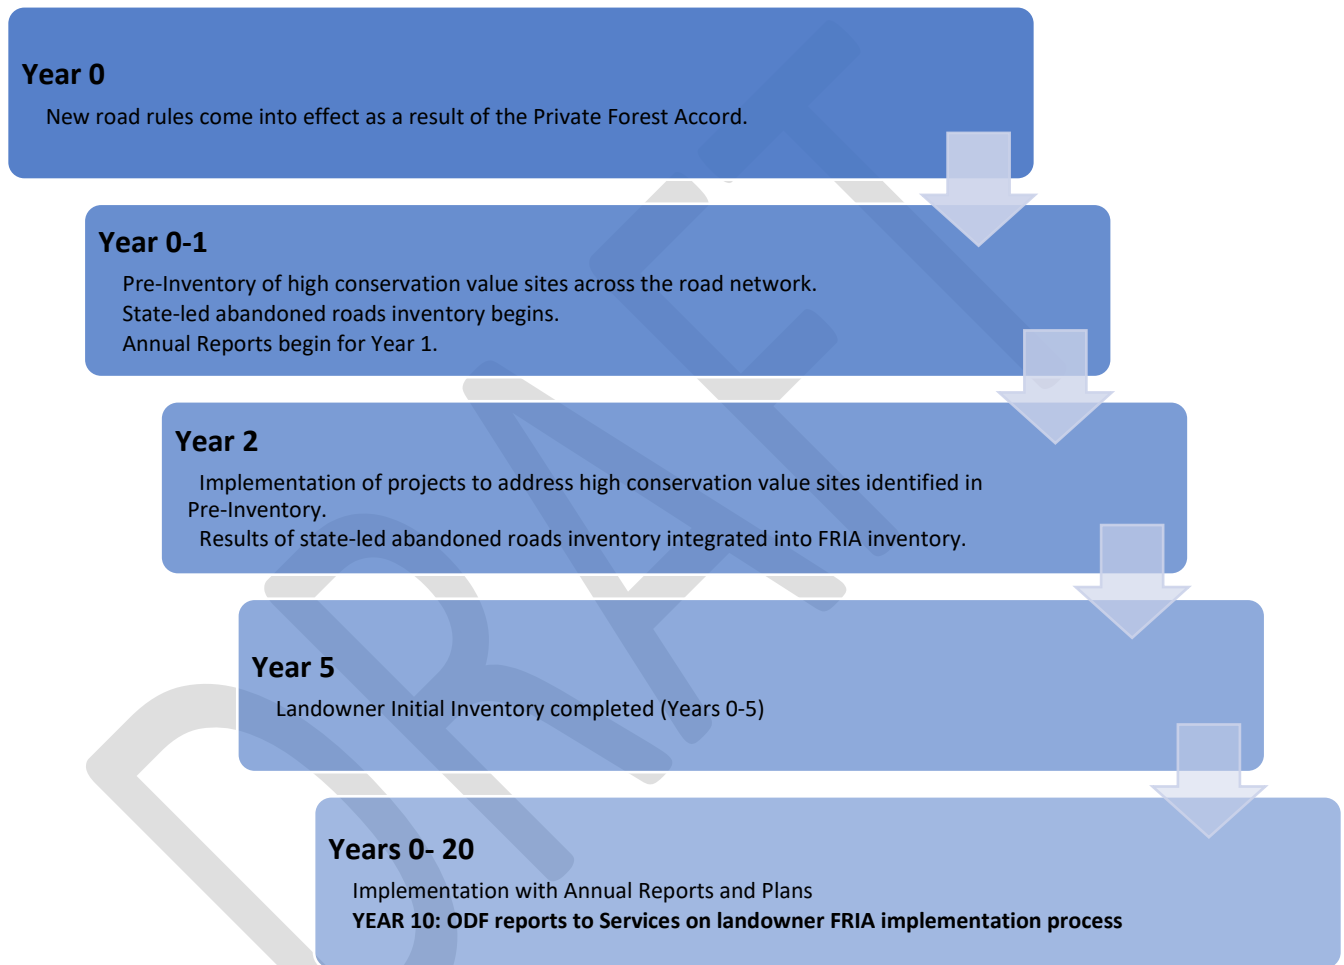 Year 0
New road rules come into effect as a result of the Private Forest Accord.
Year 0-1
Pre-Inventory of high conservation value sites across the road network.
State-led abandoned roads inventory begins.
Annual Reports begin for Year 1.
Year 2
Implementation of projects to address high conservation value sites identified in
Pre-Inventory.
Results of state-led abandoned roads inventory integrated into FRIA inventory.
Year 5
Landowner Initial Inventory completed (Years 0-5)
Years 0- 20
Implementation with Annual Reports and Plans
YEAR 10: ODF reports to Services on landowner FRIA implementation process
DRAFT